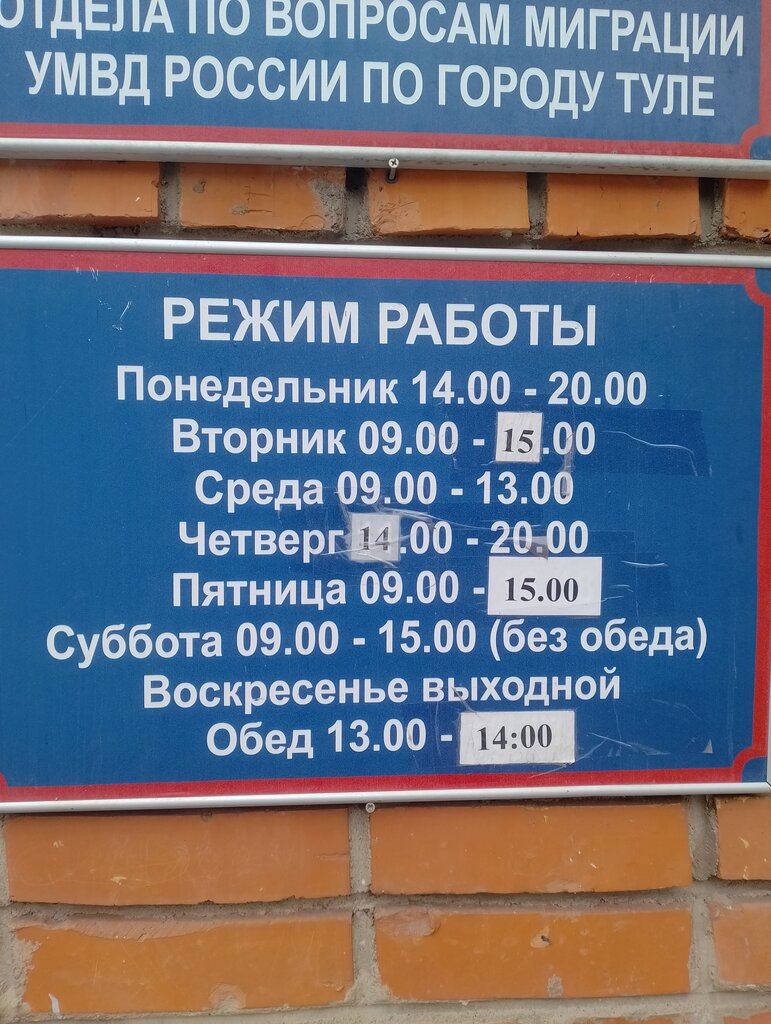 ОТДЕЛА ПО ВОПРОСАМ МИГРАЦИИ
УМВД РОССИИ ПО ГОРОДУ ТУЛЕ
РЕЖИМ РАБОТЫ
Понедельник 14.00 - 20.00
Вторник 09.00 - 15.00
Среда 09.00 - 13.00
Четверг 14.00 - 20.00
Пятница 09.00 - 15.00
Суббота 09.00 - 15.00 (без обеда)
Воскресенье выходной
Обед 13.00 - 14:00